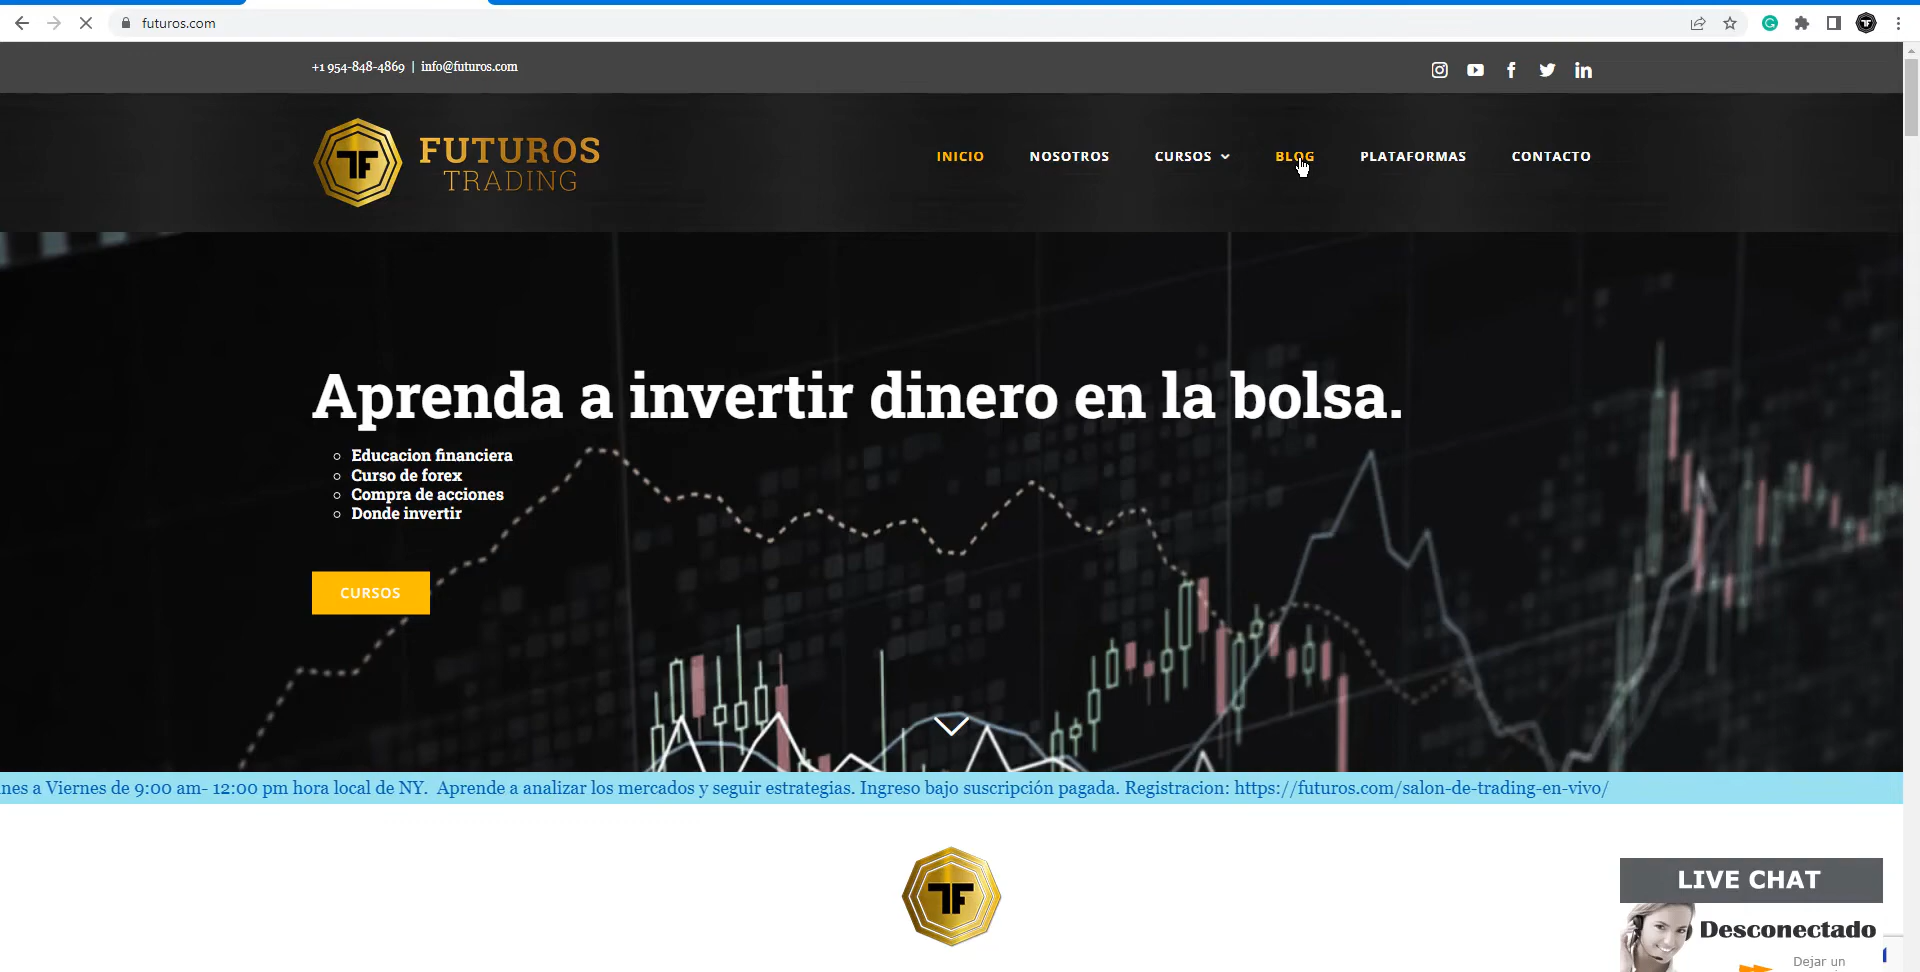 futuros.com
+1 954-848-4869 | info@futuros.com
FUTUROS
TRADING
INICIO NOSOTROS CURSOS BLOG PLATAFORMAS CONTACTO
Aprenda a invertir dinero en la bolsa.
Educacion financiera
Curso de forex
Compra de acciones
Donde invertir
CURSOS
a Viernes de 9:00 am- 12:00 pm hora local de NY. Aprende a analizar los mercados y seguir estrategias. Ingreso bajo suscripción pagada. Registracion: https://futuros.com/salon-de-trading-en-vivo/
TF
LIVE CHAT
Desconectado
Dejar un